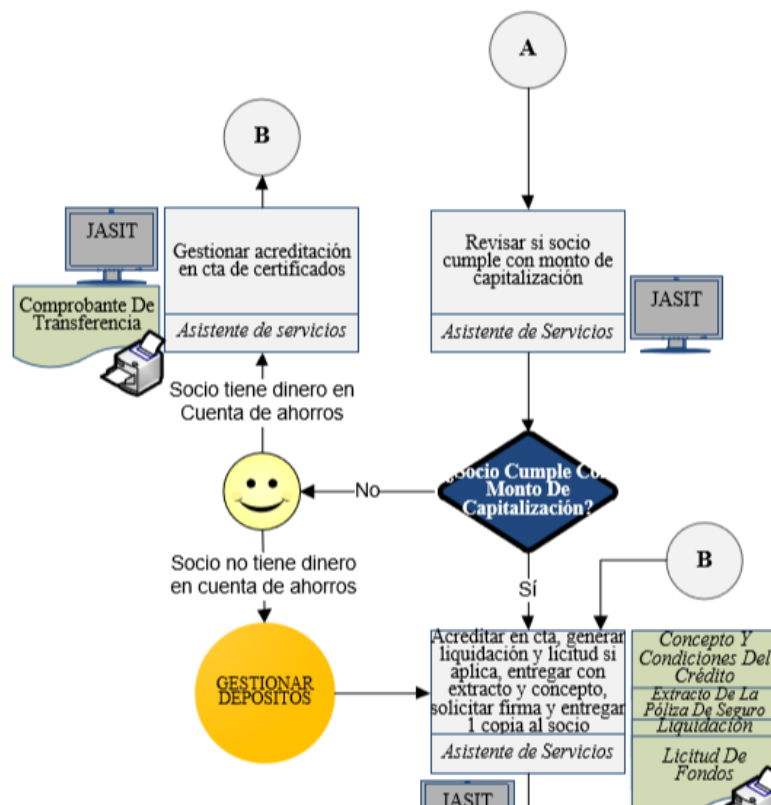 A
B
JASIT
Gestionar acreditación
en cta de certificados
Asistente de servicios
Comprobante De
Transferencia
Revisar si socio
cumple con monto de
capitalización
Asistente de Servicios
JASIT
Socio tiene dinero en
Cuenta de ahorros
¿Socio Cumple Co
Monto De
Capitalización?
No
Socio no tiene dinero
en cuenta de ahorros
Sí
B
GESTIONAR
DEPÓSITOS
Acreditar en cta, generar
liquidación y lícitud si
aplica, entregar con
extracto y concepto,
solicitar firma y entregar
1 copia al socio
Asistente de Servicios
Concepto Y
Condiciones Del
Crédito
Extracto De La
Póliza De Seguro
Liquidación
Licitud De
Fondos
JASIT